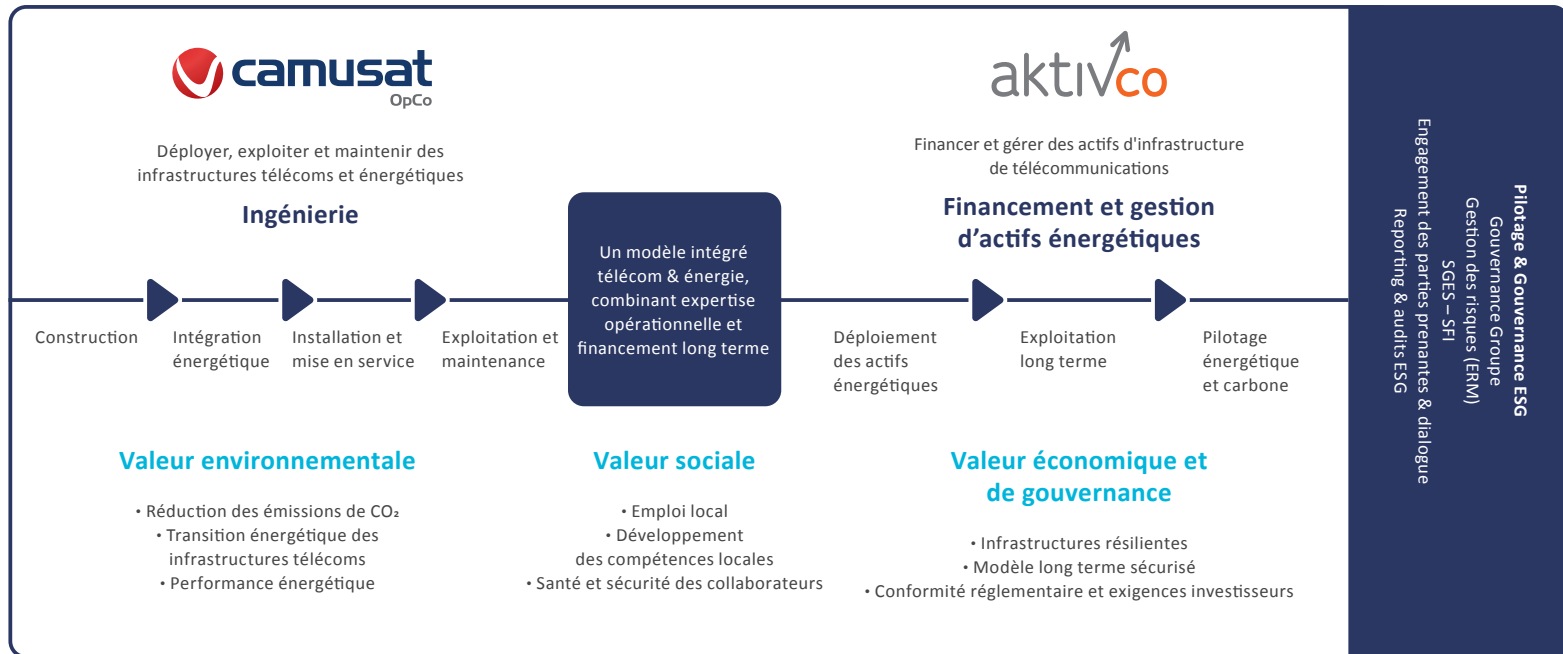 camusat
OpCo
Déployer, exploiter et maintenir des
infrastructures télécoms et énergétiques
Ingénierie
Construction
Intégration
énergétique
Installation et
mise en service
Exploitation et
maintenance
Un modèle intégré
télécom & énergie,
combinant expertise
opérationnelle et
financement long terme
aktivco
Financer et gérer des actifs d'infrastructure
de télécommunications
Financement et gestion
d’actifs énergétiques
Déploiement
des actifs
énergétiques
Exploitation
long terme
Pilotage
énergétique
et carbone
Valeur environnementale
• Réduction des émissions de CO₂
• Transition énergétique des
infrastructures télécoms
• Performance énergétique
Valeur sociale
• Emploi local
• Développement
des compétences locales
• Santé et sécurité des collaborateurs
Valeur économique et
de gouvernance
• Infrastructures résilientes
• Modèle long terme sécurisé
• Conformité réglementaire et exigences investisseurs
Pilotage & Gouvernance ESG
Gouvernance Groupe
Gestion des risques (ERM)
SGES – SFI
Engagement des parties prenantes & dialogue
Reporting & audits ESG